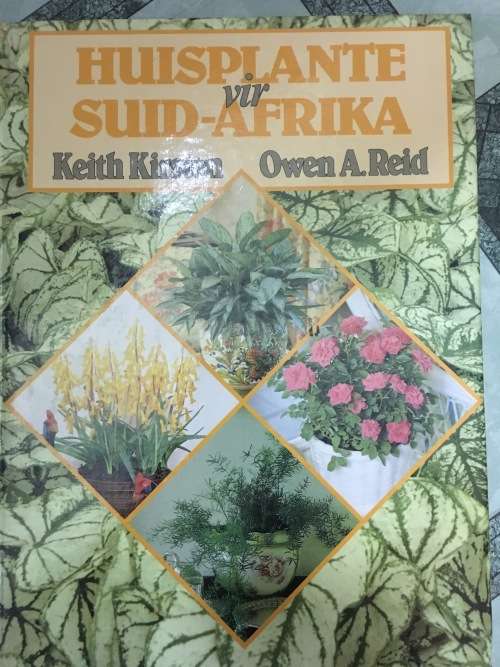 HUISPLANTE
vir
SUID-AFRIKA
Keith Kirsten Owen A. Reid